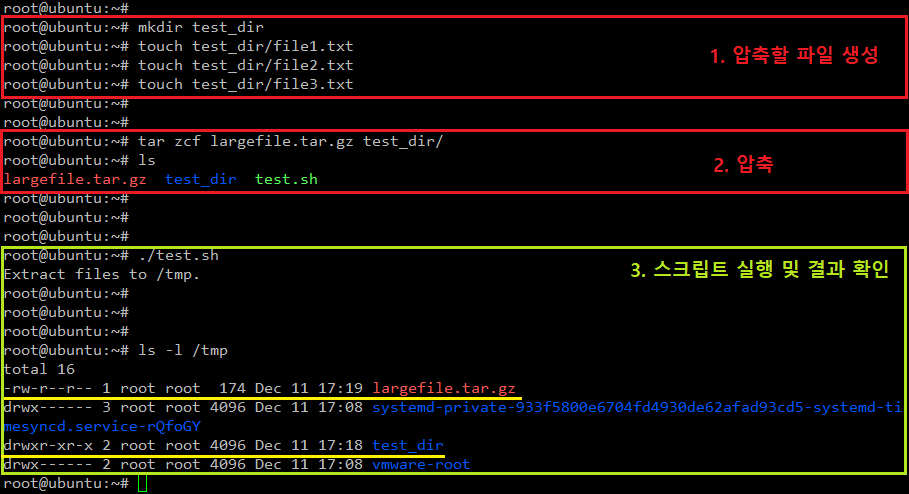 root@ubuntu:~#
root@ubuntu:~# mkdir test_dir
root@ubuntu:~# touch test_dir/file1.txt
root@ubuntu:~# touch test_dir/file2.txt
root@ubuntu:~# touch test_dir/file3.txt
1. 압축할 파일 생성
root@ubuntu:~#
root@ubuntu:~#
root@ubuntu:~# tar zcf largefile.tar.gz test_dir/
root@ubuntu:~# ls
largefile.tar.gz  test_dir  test.sh
2. 압축
root@ubuntu:~#
root@ubuntu:~#
root@ubuntu:~#
root@ubuntu:~# ./test.sh
Extract files to /tmp.
3. 스크립트 실행 및 결과 확인
root@ubuntu:~#
root@ubuntu:~#
root@ubuntu:~#
root@ubuntu:~# ls -l /tmp
total 16
-rw-r--r-- 1 root root  174 Dec 11 17:19 largefile.tar.gz
drwx------ 3 root root 4096 Dec 11 17:08 systemd-private-933f5800e6704fd4930de62afad93cd5-systemd-ti
mesyncd.service-rQfoGY
drwxr-xr-x 2 root root 4096 Dec 11 17:18 test_dir
drwx------ 2 root root 4096 Dec 11 17:08 vmware-root
root@ubuntu:~#